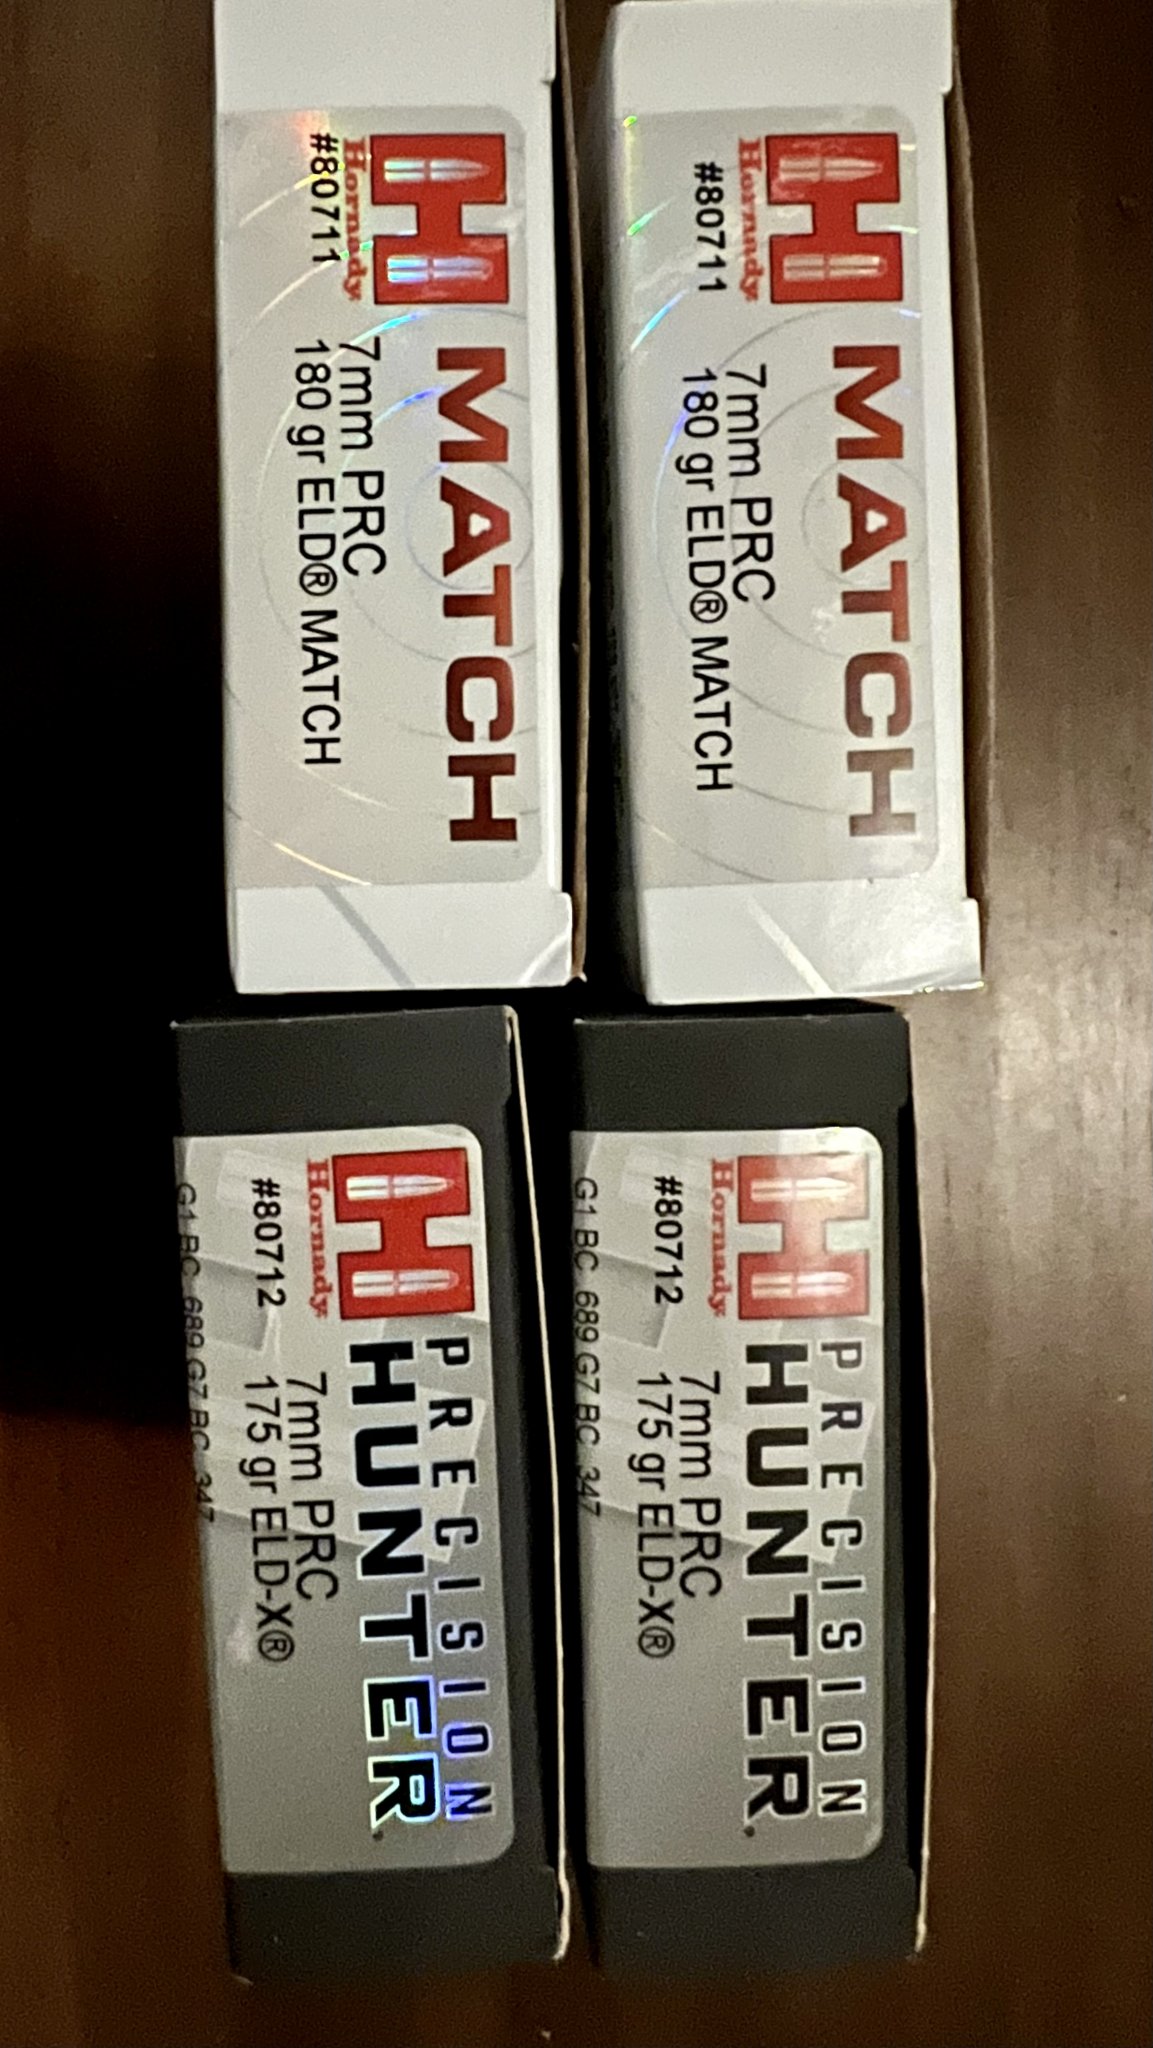 Hornady
#80711
MATCH
7mm PRC
180 gr ELD® MATCH
Hornady
#80711
MATCH
7mm PRC
180 gr ELD® MATCH
Hornady
#80712
PRECISION
HUNTER
7mm PRC
175 gr ELD-X®
G1 BC .689 G7 BC .347
Hornady
#80712
PRECISION
HUNTER
7mm PRC
175 gr ELD-X®
G1 BC .689 G7 BC .347